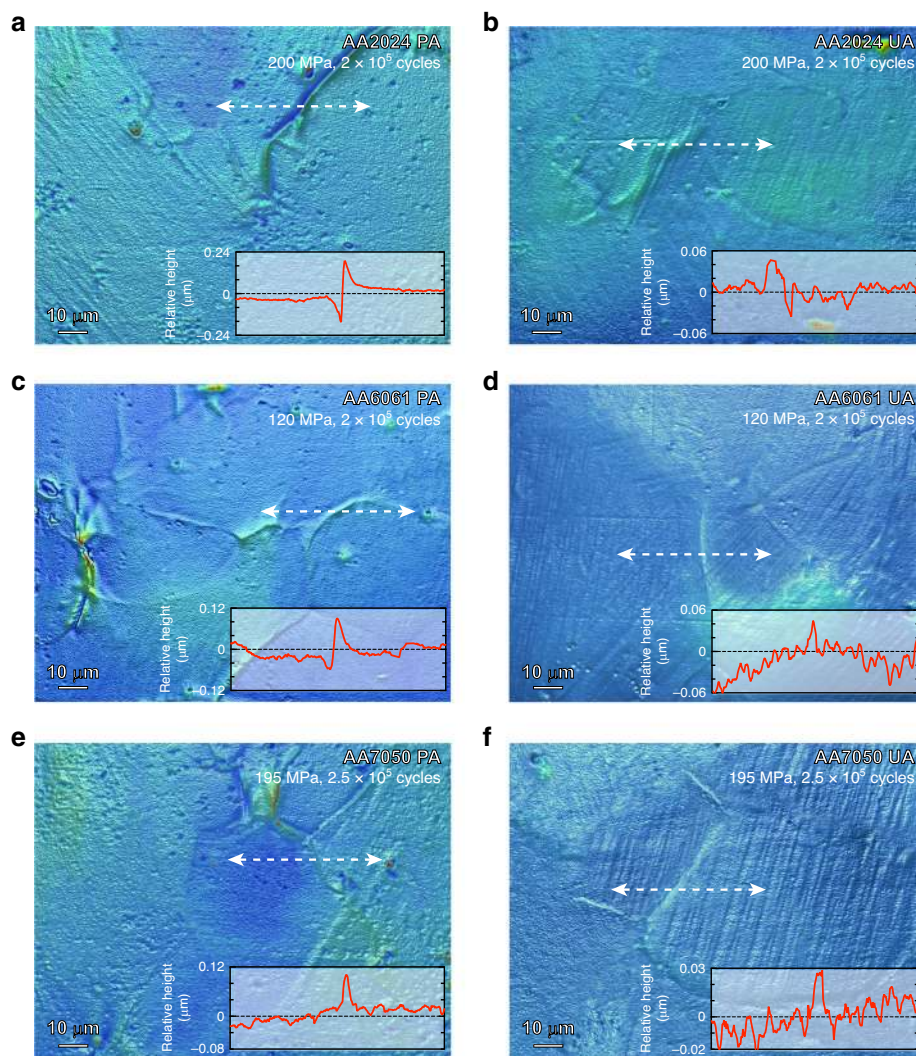 a
AA2024 PA
200 MPa, 2 × 10⁵ cycles
Relative height
(μm)
0.24
0
−0.24
10 μm
b
AA2024 UA
200 MPa, 2 × 10⁵ cycles
Relative height
(μm)
0.06
0
−0.06
10 μm
c
AA6061 PA
120 MPa, 2 × 10⁵ cycles
Relative height
(μm)
0.12
0
−0.12
10 μm
d
AA6061 UA
120 MPa, 2 × 10⁵ cycles
Relative height
(μm)
0.06
0
−0.06
10 μm
e
AA7050 PA
195 MPa, 2.5 × 10⁵ cycles
Relative height
(μm)
0.12
0
−0.08
10 μm
f
AA7050 UA
195 MPa, 2.5 × 10⁵ cycles
Relative height
(μm)
0.03
0
−0.02
10 μm